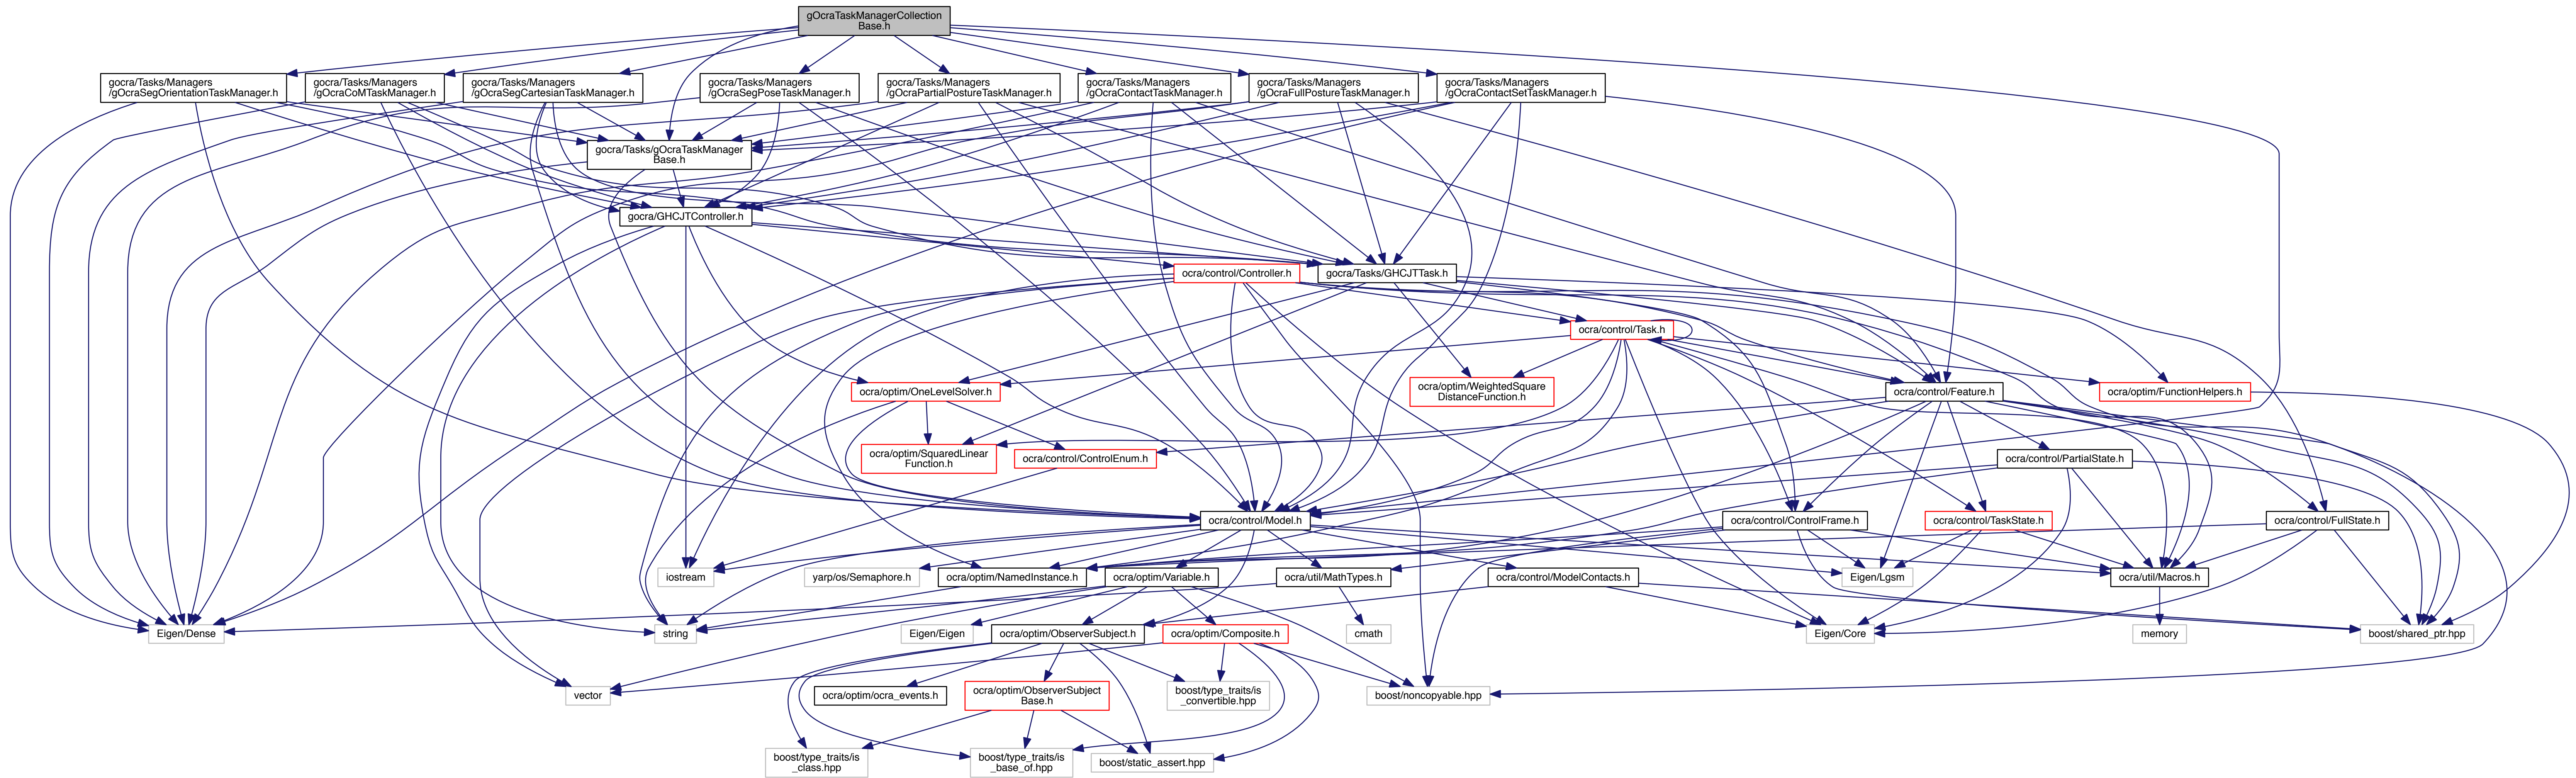 gOcraTaskManagerCollection
Base.h
gocra/Tasks/Managers
/gOcraSegOrientationTaskManager.h
gocra/Tasks/Managers
/gOcraCoMTaskManager.h
gocra/Tasks/Managers
/gOcraSegCartesianTaskManager.h
gocra/Tasks/Managers
/gOcraSegPoseTaskManager.h
gocra/Tasks/Managers
/gOcraPartialPostureTaskManager.h
gocra/Tasks/Managers
/gOcraContactTaskManager.h
gocra/Tasks/Managers
/gOcraFullPostureTaskManager.h
gocra/Tasks/Managers
/gOcraContactSetTaskManager.h
gocra/Tasks/gOcraTaskManager
Base.h
gocra/GHCJTController.h
ocra/control/Controller.h
gocra/Tasks/GHCJTTask.h
ocra/control/Task.h
ocra/optim/OneLevelSolver.h
ocra/optim/WeightedSquare
DistanceFunction.h
ocra/control/Feature.h
ocra/optim/FunctionHelpers.h
ocra/optim/SquaredLinear
Function.h
ocra/control/ControlEnum.h
ocra/control/PartialState.h
ocra/control/Model.h
ocra/control/ControlFrame.h
ocra/control/TaskState.h
ocra/control/FullState.h
iostream
yarp/os/Semaphore.h
ocra/optim/NamedInstance.h
ocra/optim/Variable.h
ocra/util/MathTypes.h
ocra/control/ModelContacts.h
Eigen/Lgsm
ocra/util/Macros.h
Eigen/Dense
string
Eigen/Eigen
ocra/optim/ObserverSubject.h
ocra/optim/Composite.h
cmath
Eigen/Core
memory
boost/shared_ptr.hpp
vector
ocra/optim/ocra_events.h
ocra/optim/ObserverSubject
Base.h
boost/type_traits/is
_convertible.hpp
boost/noncopyable.hpp
boost/type_traits/is
_class.hpp
boost/type_traits/is
_base_of.hpp
boost/static_assert.hpp